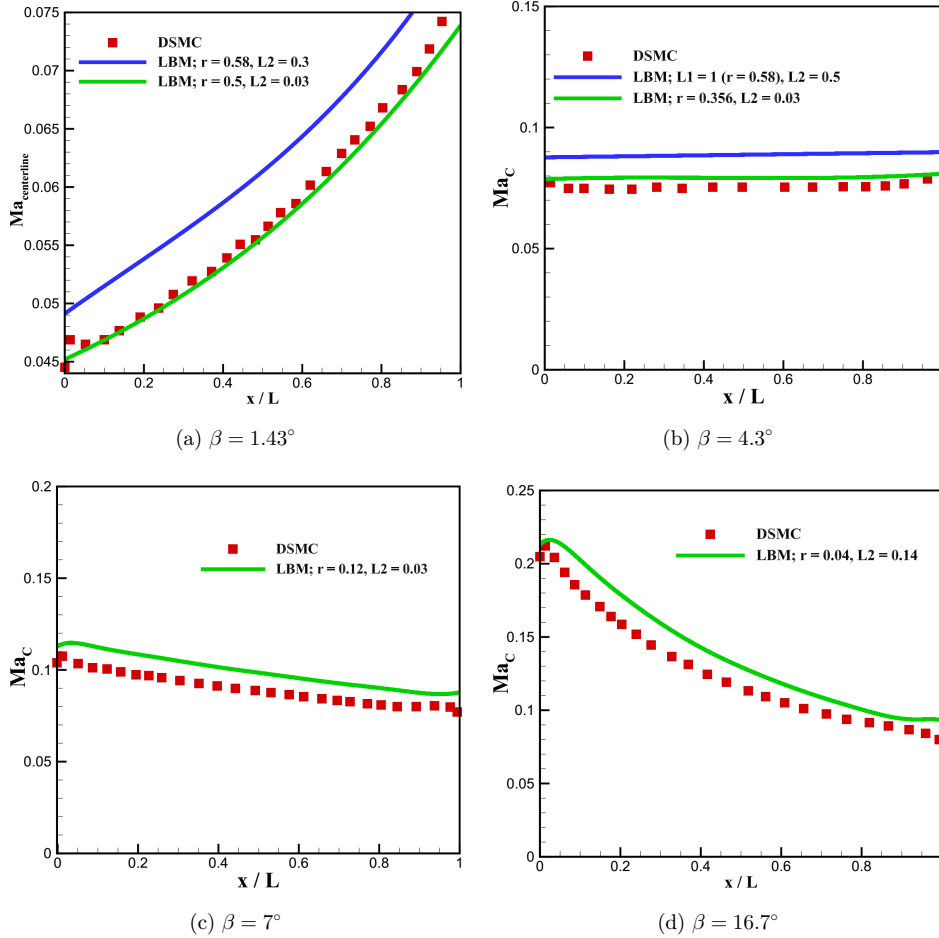 0.075
0.07
0.065
0.06
0.055
0.05
0.045
Ma_centerline
DSMC
LBM; r = 0.58, L2 = 0.3
LBM; r = 0.5, L2 = 0.03
0 0.2 0.4 0.6 0.8 1
x / L
(a) β = 1.43°
0.15
0.1
0.05
0
Ma_C
DSMC
LBM; L1 = 1 (r = 0.58), L2 = 0.5
LBM; r = 0.356, L2 = 0.03
0 0.2 0.4 0.6 0.8
x / L
(b) β = 4.3°
0.2
0.15
0.1
0.05
0
Ma_C
DSMC
LBM; r = 0.12, L2 = 0.03
0 0.2 0.4 0.6 0.8 1
x / L
(c) β = 7°
0.25
0.2
0.15
0.1
0.05
0
Ma_C
DSMC
LBM; r = 0.04, L2 = 0.14
0 0.2 0.4 0.6 0.8
x / L
(d) β = 16.7°